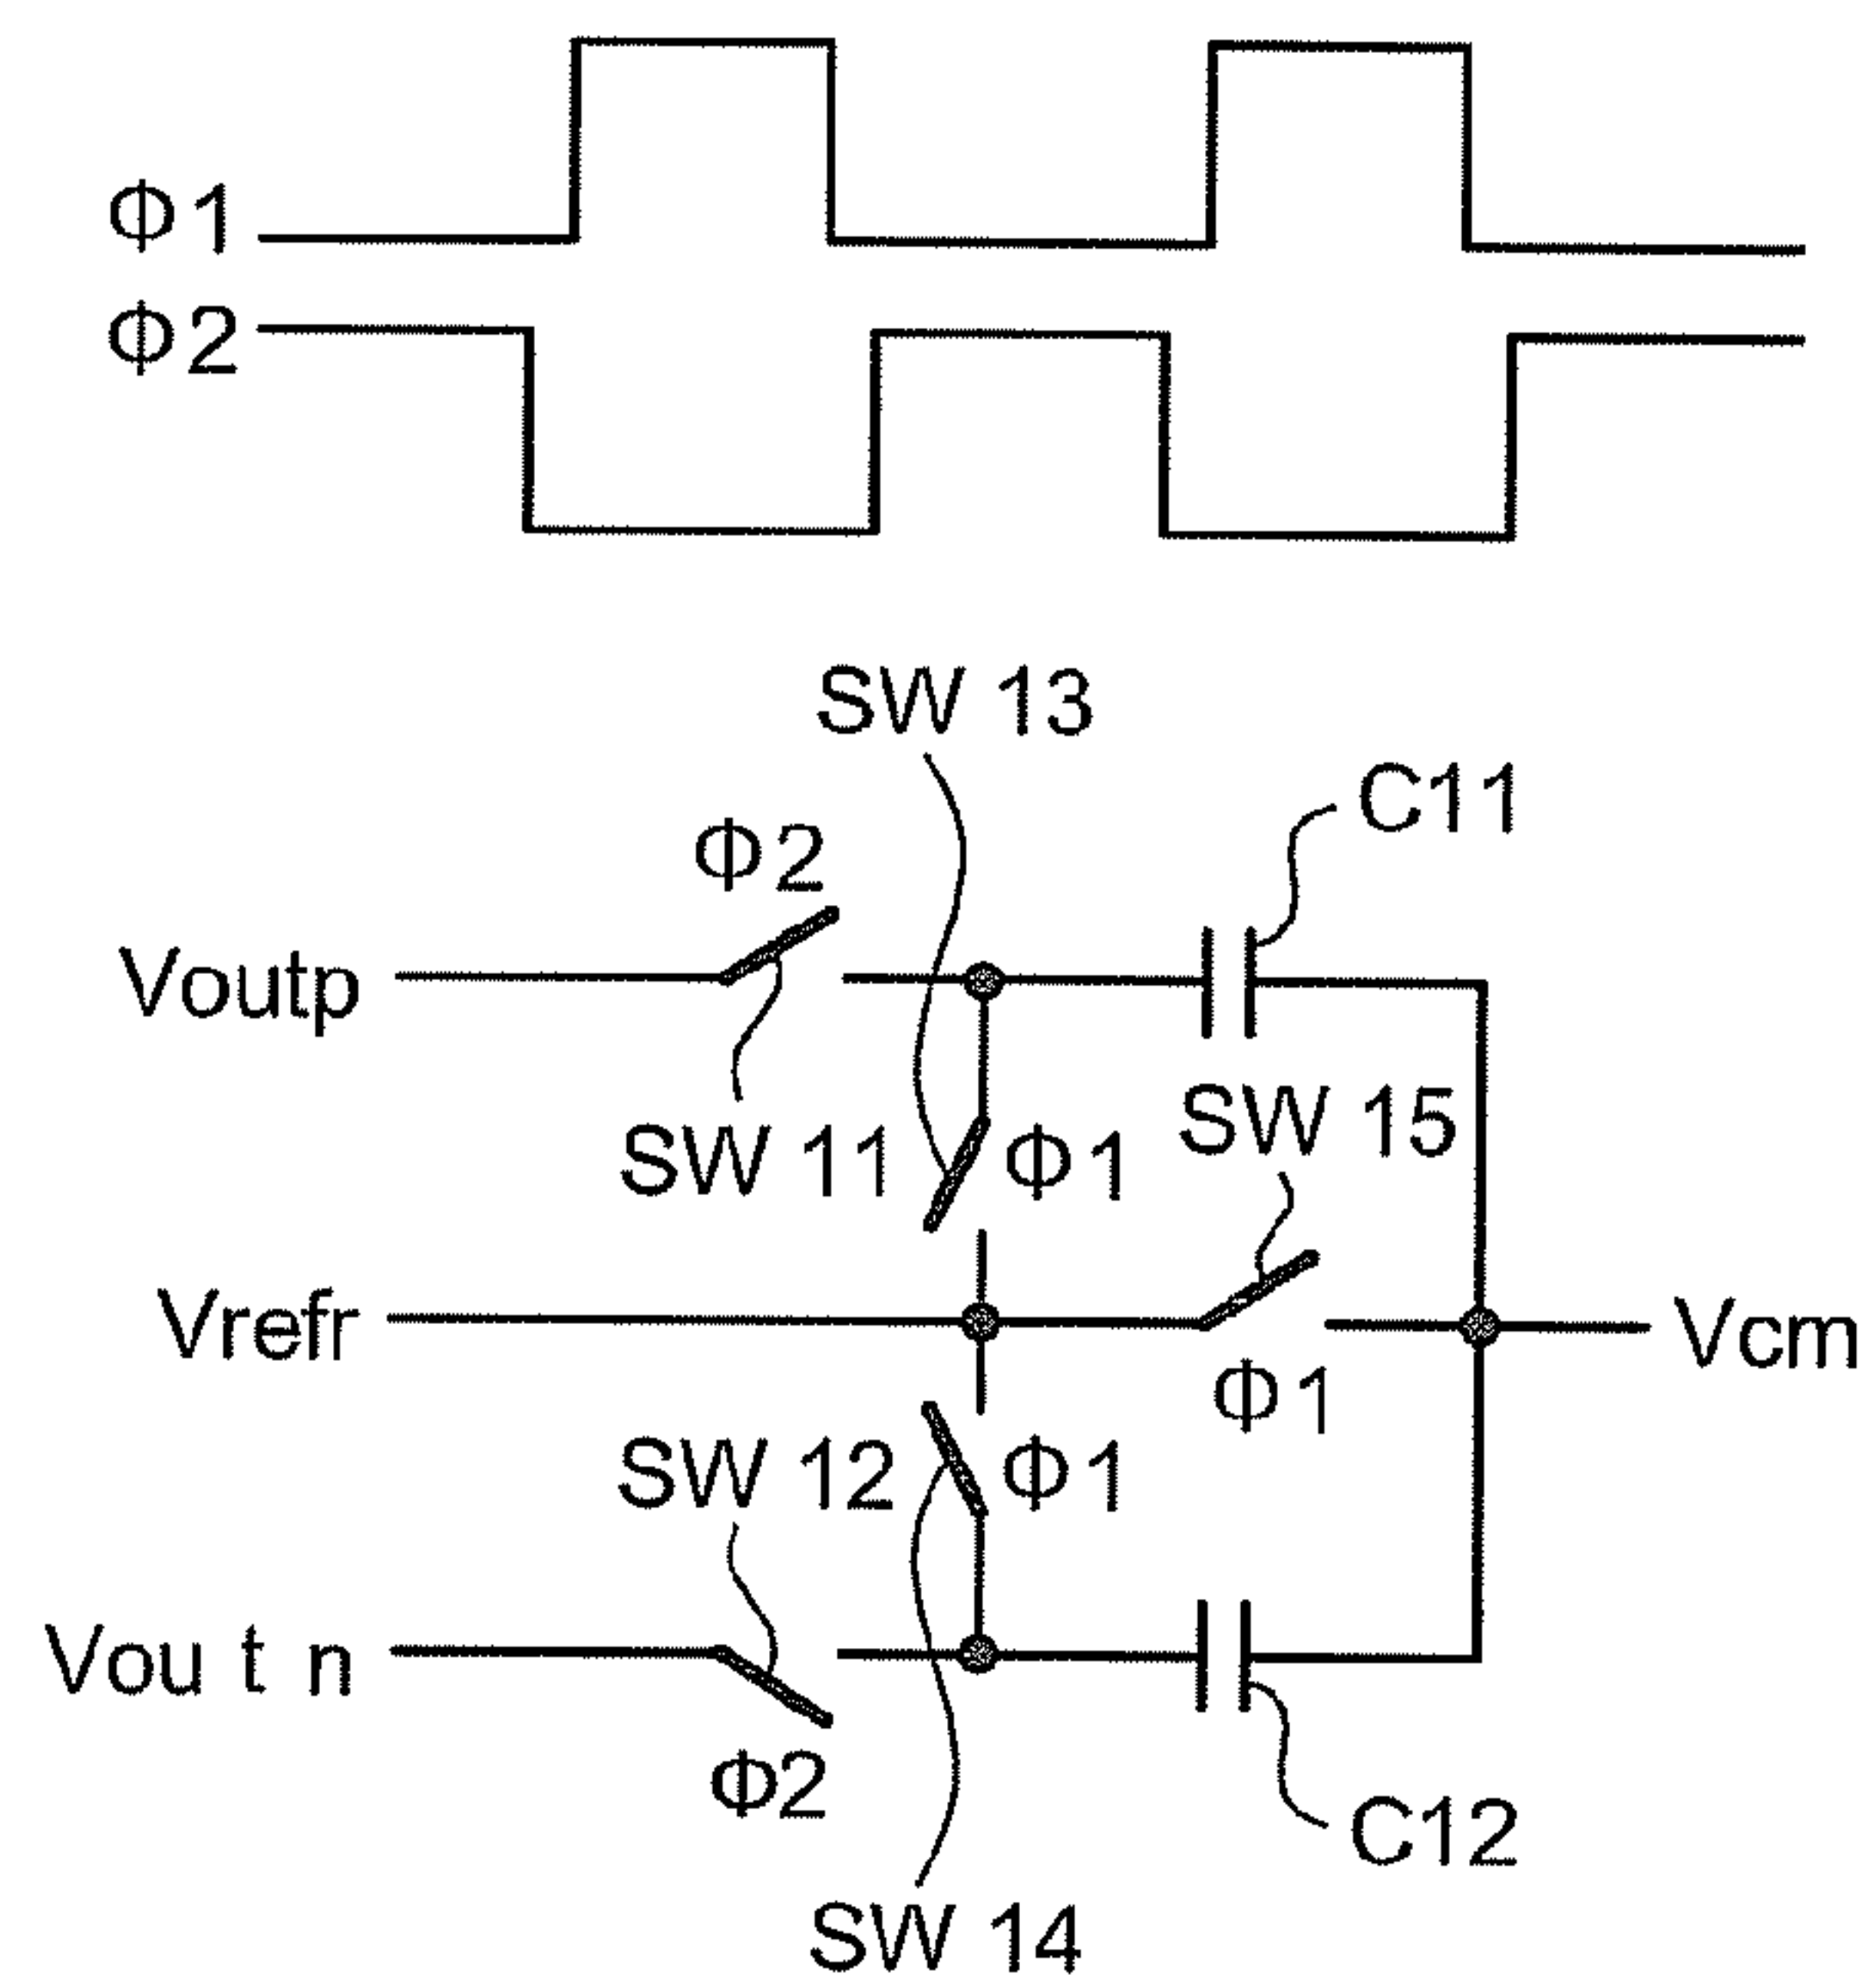 Φ1
Φ2
SW 13
C11
Φ2
Voutp
SW 11
Φ1
SW 15
Vrefr
Vcm
Φ1
SW 12
Φ1
Vou t n
Φ2
C12
SW 14